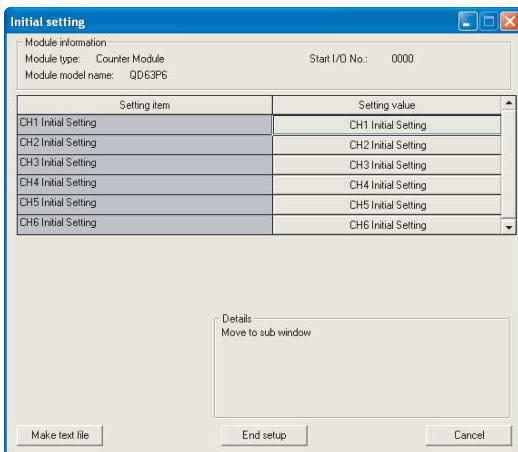 Initial setting
Module information
Module type: Counter Module Start I/O No.: 0000
Module model name: QD63P6
Setting item Setting value
CH1 Initial Setting CH1 Initial Setting
CH2 Initial Setting CH2 Initial Setting
CH3 Initial Setting CH3 Initial Setting
CH4 Initial Setting CH4 Initial Setting
CH5 Initial Setting CH5 Initial Setting
CH6 Initial Setting CH6 Initial Setting
Details
Move to sub window
Make text file End setup Cancel